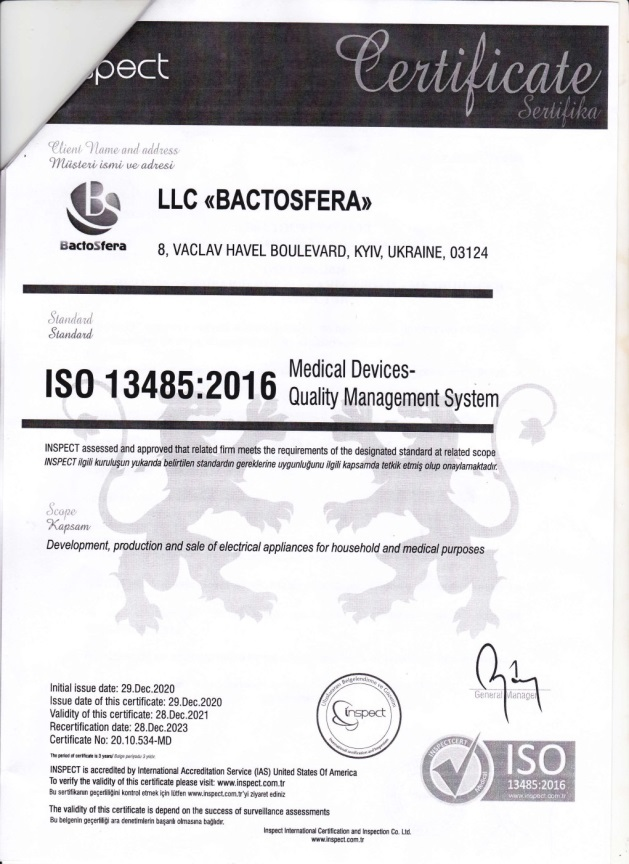 spect
Certificate
Sertifika
Client Name and address
Müşteri ismi ve adresi
BactoSfera
LLC «BACTOSFERA»
8, VACLAV HAVEL BOULEVARD, KYIV, UKRAINE, 03124
Standard
Standard
ISO 13485:2016
Medical Devices-
Quality Management System
INSPECT assessed and approved that related firm meets the requirements of the designated standard at related scope
INSPECT ilgili kuruluşun yukarıda belirtilen standardın gereklerine uygunluğunu ilgili kapsamda tetkik etmiş olup onaylamaktadır.
Scope
Kapsam
Development, production and sale of electrical appliances for household and medical purposes
Initial issue date: 29.Dec.2020
Issue date of this certificate: 29.Dec.2020
Validity of this certificate: 28.Dec.2021
Recertification date: 28.Dec.2023
Certificate No: 20.10.534-MD
The period of certificate is 3 years/ Belge periyodu 3 yıldır.
INSPECT is accredited by International Accreditation Service (IAS) United States Of America
To verify the validity of this certificate please visit: www.inspect.com.tr
Bu sertifikanın geçerliliğini kontrol etmek için lütfen www.inspect.com.tr'yi ziyaret ediniz
The validity of this certificate is depend on the success of surveillance assessments
Bu belgenin geçerliliği ara denetimlerin başarılı olmasına bağlıdır.
inspect
General Manager
INSPECTCERT
Medical
ISO
13485:2016
www.inspect.com.tr
Inspect International Certification and Inspection Co. Ltd.
www.inspect.com.tr